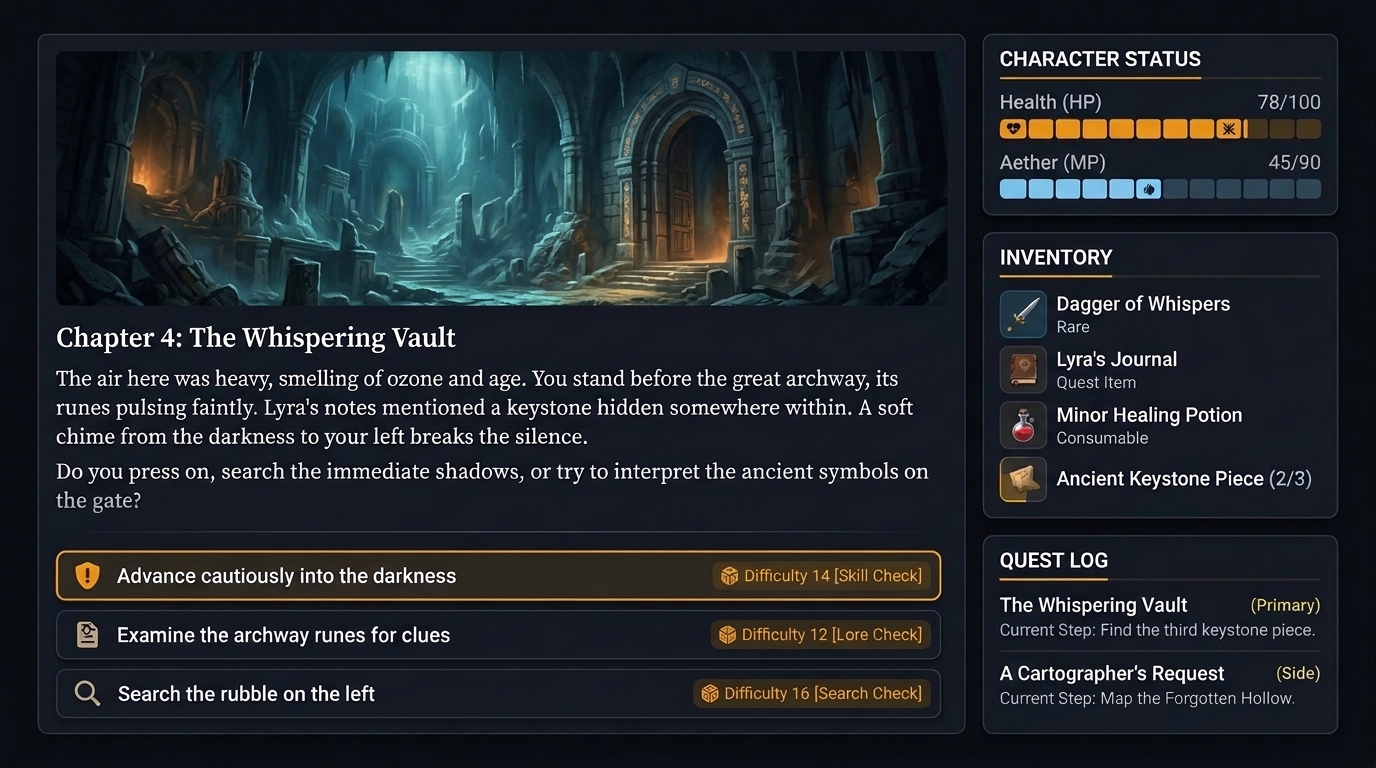 Chapter 4: The Whispering Vault
The air here was heavy, smelling of ozone and age. You stand before the great archway, its
runes pulsing faintly. Lyra's notes mentioned a keystone hidden somewhere within. A soft
chime from the darkness to your left breaks the silence.
Do you press on, search the immediate shadows, or try to interpret the ancient symbols on
the gate?
Advance cautiously into the darkness Difficulty 14 [Skill Check]
Examine the archway runes for clues Difficulty 12 [Lore Check]
Search the rubble on the left Difficulty 16 [Search Check]
CHARACTER STATUS
Health (HP) 78/100
Aether (MP) 45/90
INVENTORY
Dagger of Whispers
Rare
Lyra's Journal
Quest Item
Minor Healing Potion
Consumable
Ancient Keystone Piece (2/3)
QUEST LOG
The Whispering Vault (Primary)
Current Step: Find the third keystone piece.
A Cartographer's Request (Side)
Current Step: Map the Forgotten Hollow.